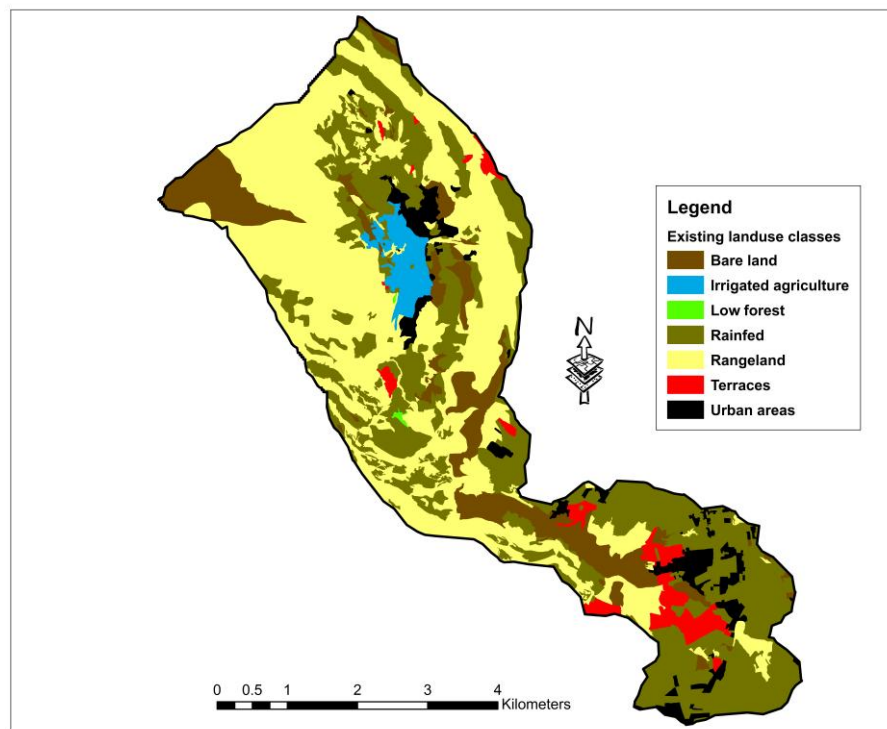 Legend
Existing landuse classes
Bare land
Irrigated agriculture
Low forest
Rainfed
Rangeland
Terraces
Urban areas
N
0 0.5 1 2 3 4
Kilometers